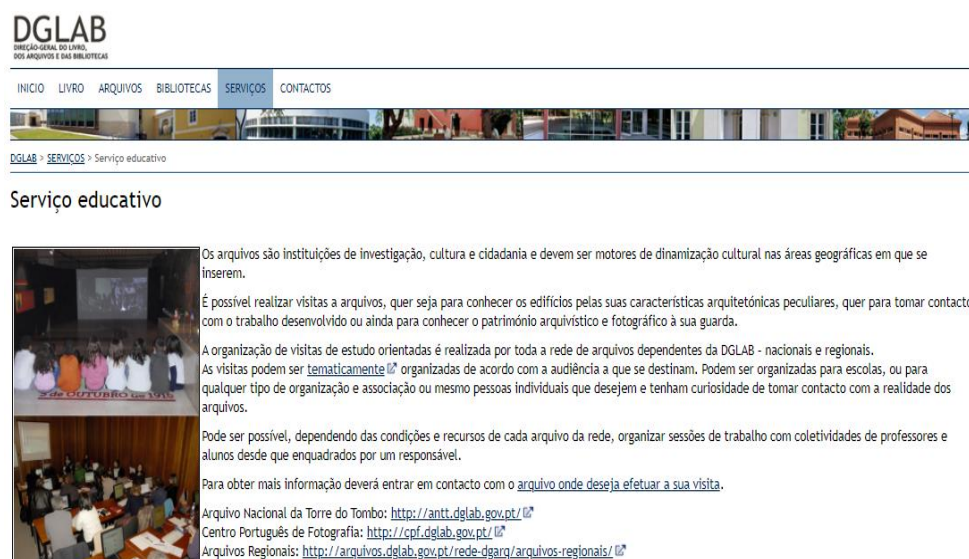 DGLAB
DIREÇÃO-GERAL DO LIVRO,
DOS ARQUIVOS E DAS BIBLIOTECAS
INICIO LIVRO ARQUIVOS BIBLIOTECAS SERVIÇOS CONTACTOS
DGLAB > SERVIÇOS > Serviço educativo
Serviço educativo
Os arquivos são instituições de investigação, cultura e cidadania e devem ser motores de dinamização cultural nas áreas geográficas em que se
inserem.
É possível realizar visitas a arquivos, quer seja para conhecer os edifícios pelas suas características arquitetónicas peculiares, quer para tomar contacto
com o trabalho desenvolvido ou ainda para conhecer o património arquivístico e fotográfico à sua guarda.
A organização de visitas de estudo orientadas é realizada por toda a rede de arquivos dependentes da DGLAB - nacionais e regionais.
As visitas podem ser tematicamente organizadas de acordo com a audiência a que se destinam. Podem ser organizadas para escolas, ou para
qualquer tipo de organização e associação ou mesmo pessoas individuais que desejem e tenham curiosidade de tomar contacto com a realidade dos
arquivos.
5 de OUTUBRO de 1910
Pode ser possível, dependendo das condições e recursos de cada arquivo da rede, organizar sessões de trabalho com coletividades de professores e
alunos desde que enquadrados por um responsável.
Para obter mais informação deverá entrar em contacto com o arquivo onde deseja efetuar a sua visita.
Arquivo Nacional da Torre do Tombo: http://antt.dglab.gov.pt/
Centro Português de Fotografia: http://cpf.dglab.gov.pt/
Arquivos Regionais: http://arquivos.dglab.gov.pt/rede-dgarq/arquivos-regionais/